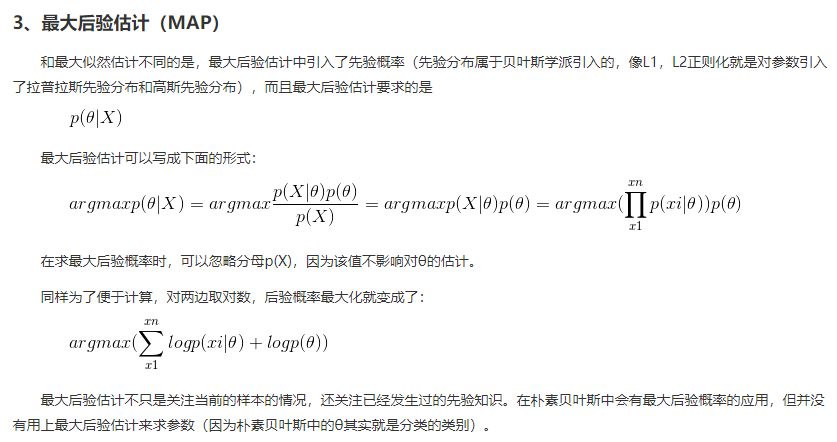 3、最大后验估计（MAP）
和最大似然估计不同的是，最大后验估计中引入了先验概率（先验分布属于贝叶斯学派引入的，像L1，L2正则化就是对参数引入
了拉普拉斯先验分布和高斯先验分布），而且最大后验估计要求的是
p(θ|X)
最大后验估计可以写成下面的形式：
argmaxp(θ|X) = argmax p(X|θ)p(θ) / p(X) = argmaxp(X|θ)p(θ) = argmax(∏_{x1}^{xn} p(xi|θ))p(θ)
在求最大后验概率时，可以忽略分母p(X)，因为该值不影响对θ的估计。
同样为了便于计算，对两边取对数，后验概率最大化就变成了：
argmax(∑_{x1}^{xn} logp(xi|θ) + logp(θ))
最大后验估计不只是关注当前的样本的情况，还关注已经发生过的先验知识。在朴素贝叶斯中会有最大后验概率的应用，但并没
有用上最大后验估计来求参数（因为朴素贝叶斯中的θ其实就是分类的类别）。